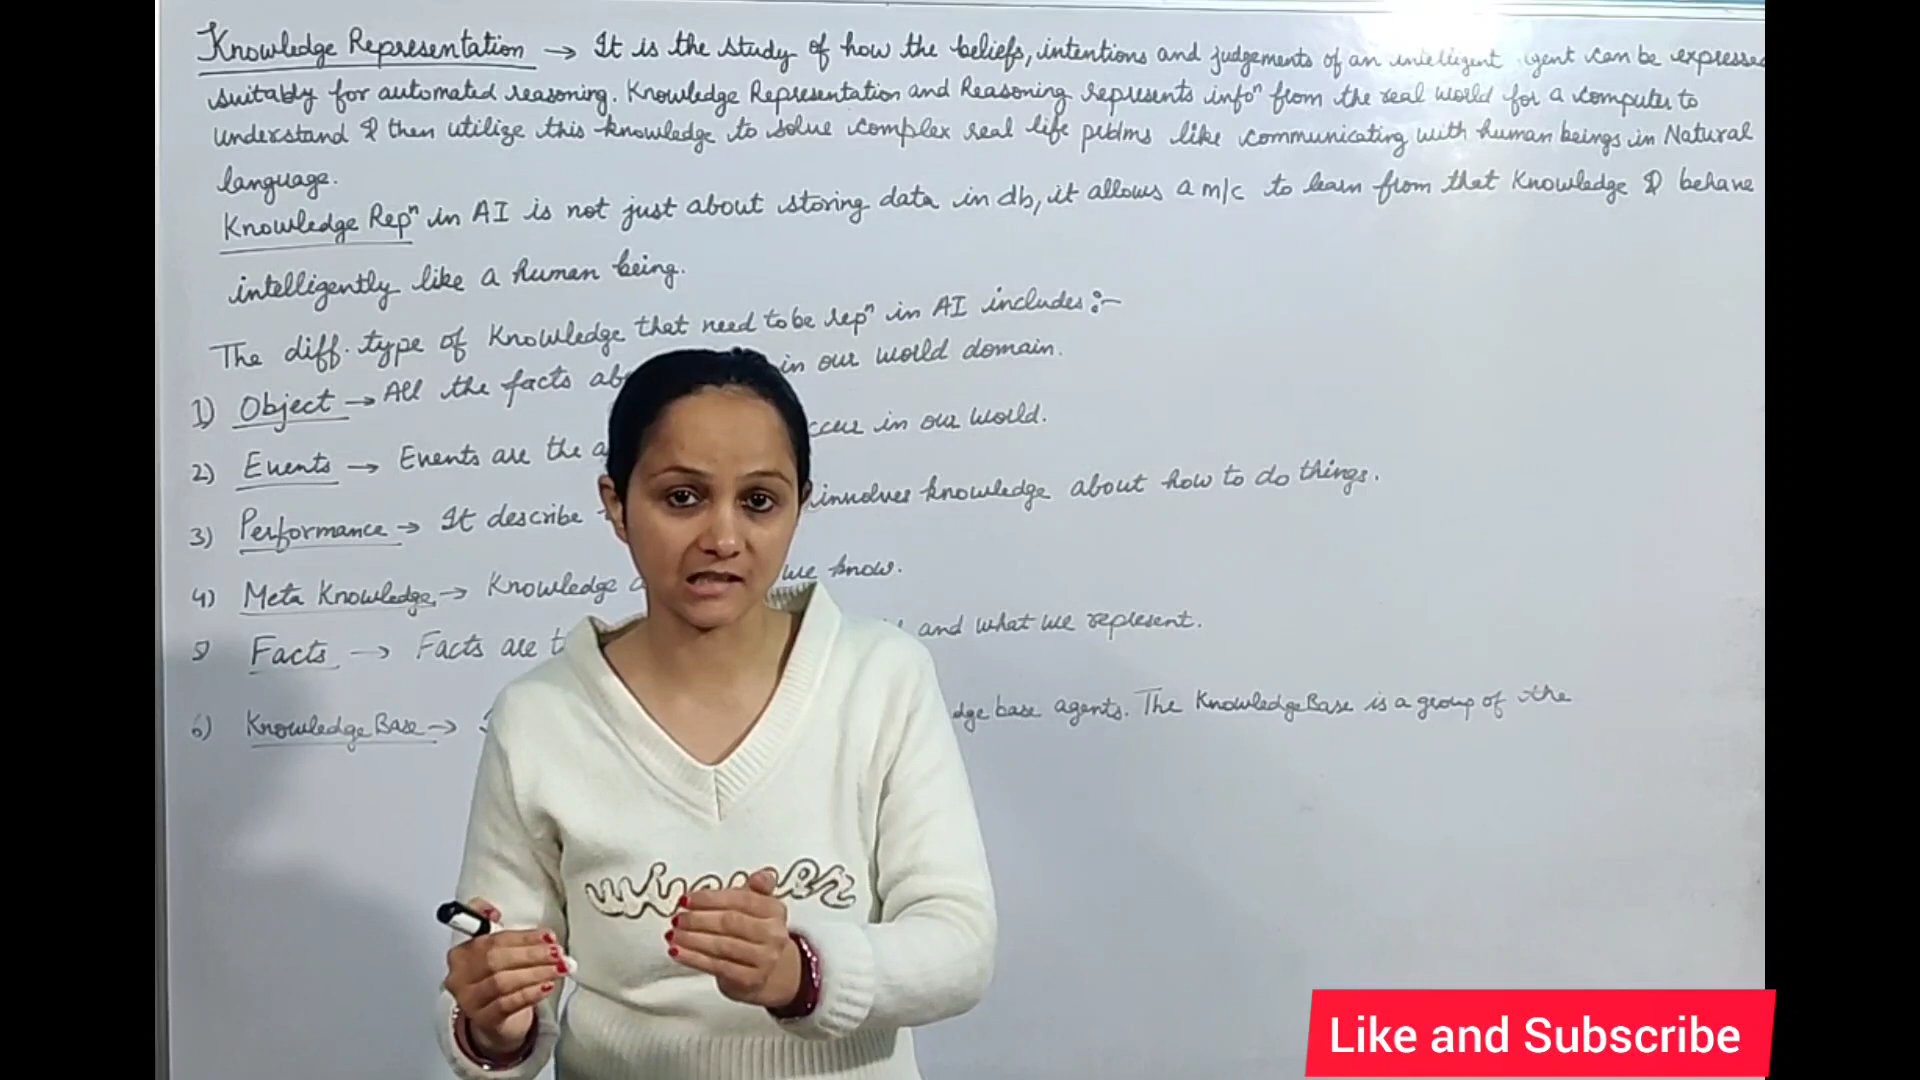 Knowledge Representation → It is the study of how the beliefs, intentions and judgements of an intelligent agent can be expressed
suitably for automated reasoning. Knowledge Representation and Reasoning represents infoⁿ from the real world for a computer to
understand & then utilize this knowledge to solve complex real life prblms like communicating with human beings in Natural
language.
Knowledge Repⁿ in AI is not just about storing data in db, it allows a m/c to learn from that Knowledge & behave
intelligently like a human being.
The diff. type of Knowledge that need to be repⁿ in AI includes :-
1) Object → All the facts in our world domain.
2) Events → Events are the in our world.
3) Performance → It describe involves knowledge about how to do things.
4) Meta Knowledge → Knowledge we know.
5) Facts → Facts are and what we represent.
6) Knowledge Base → base agents. The Knowledge Base is a group of the
winner
Like and Subscribe